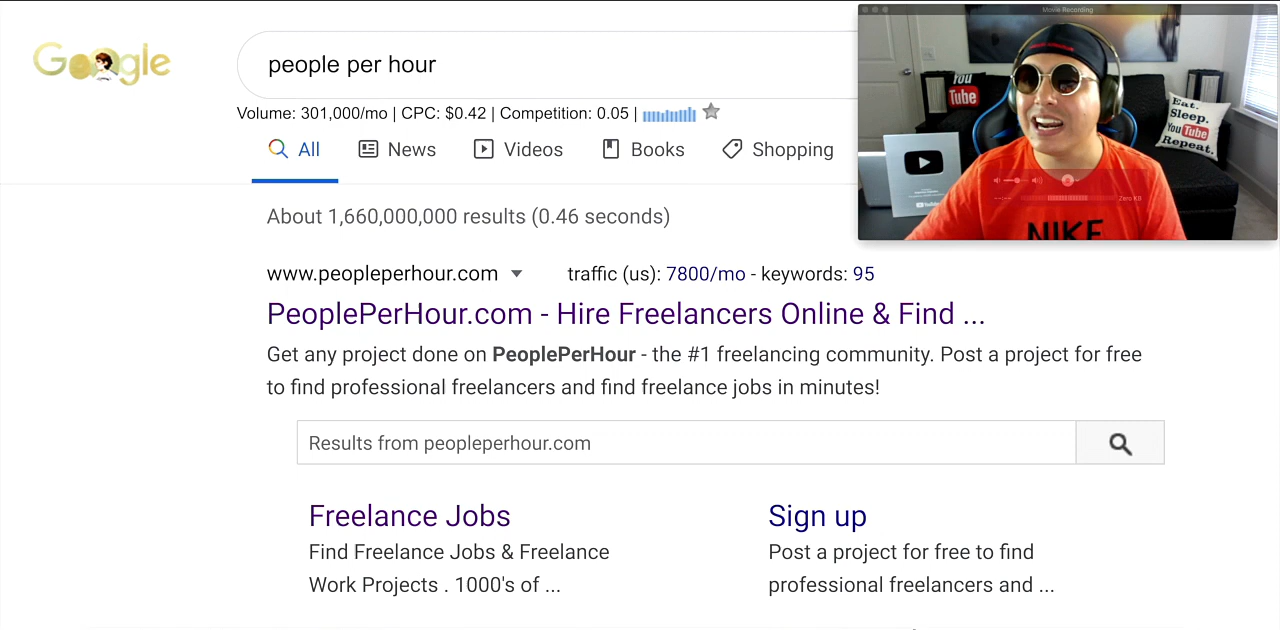 Google
people per hour
Volume: 301,000/mo | CPC: $0.42 | Competition: 0.05 |
All
News
Videos
Books
Shopping
About 1,660,000,000 results (0.46 seconds)
www.peopleperhour.com
traffic (us): 7800/mo - keywords: 95
PeoplePerHour.com - Hire Freelancers Online & Find ...
Get any project done on PeoplePerHour - the #1 freelancing community. Post a project for free
to find professional freelancers and find freelance jobs in minutes!
Results from peopleperhour.com
Freelance Jobs
Find Freelance Jobs & Freelance
Work Projects . 1000's of ...
Sign up
Post a project for free to find
professional freelancers and ...
Movie Recording
You
Tube
Eat.
Sleep.
YouTube
Repeat.
YouTube
Zero KB
NIKE